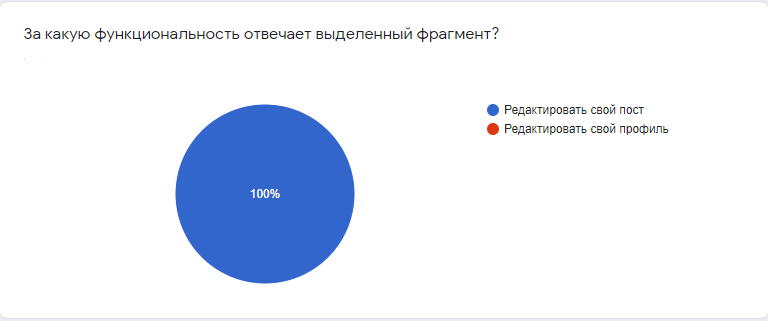 За какую функциональность отвечает выделенный фрагмент?
Редактировать свой пост
Редактировать свой профиль
100%